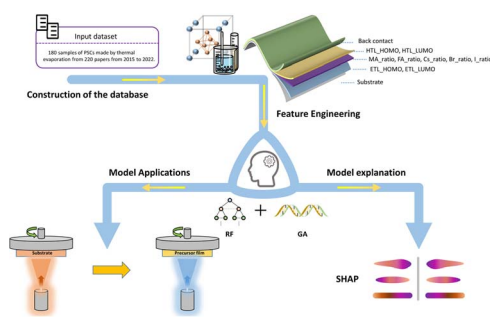 Input dataset
180 samples of PSCs made by thermal
evaporation from 220 papers from 2015 to 2022.
Back contact
HTL_HOMO, HTL_LUMO
MA_ratio, FA_ratio, Cs_ratio, Br_ratio, I_ratio
ETL_HOMO, ETL_LUMO
Substrate
Construction of the database
Feature Engineering
Model Applications
Model explanation
RF
GA
Substrate
Precursor film
SHAP